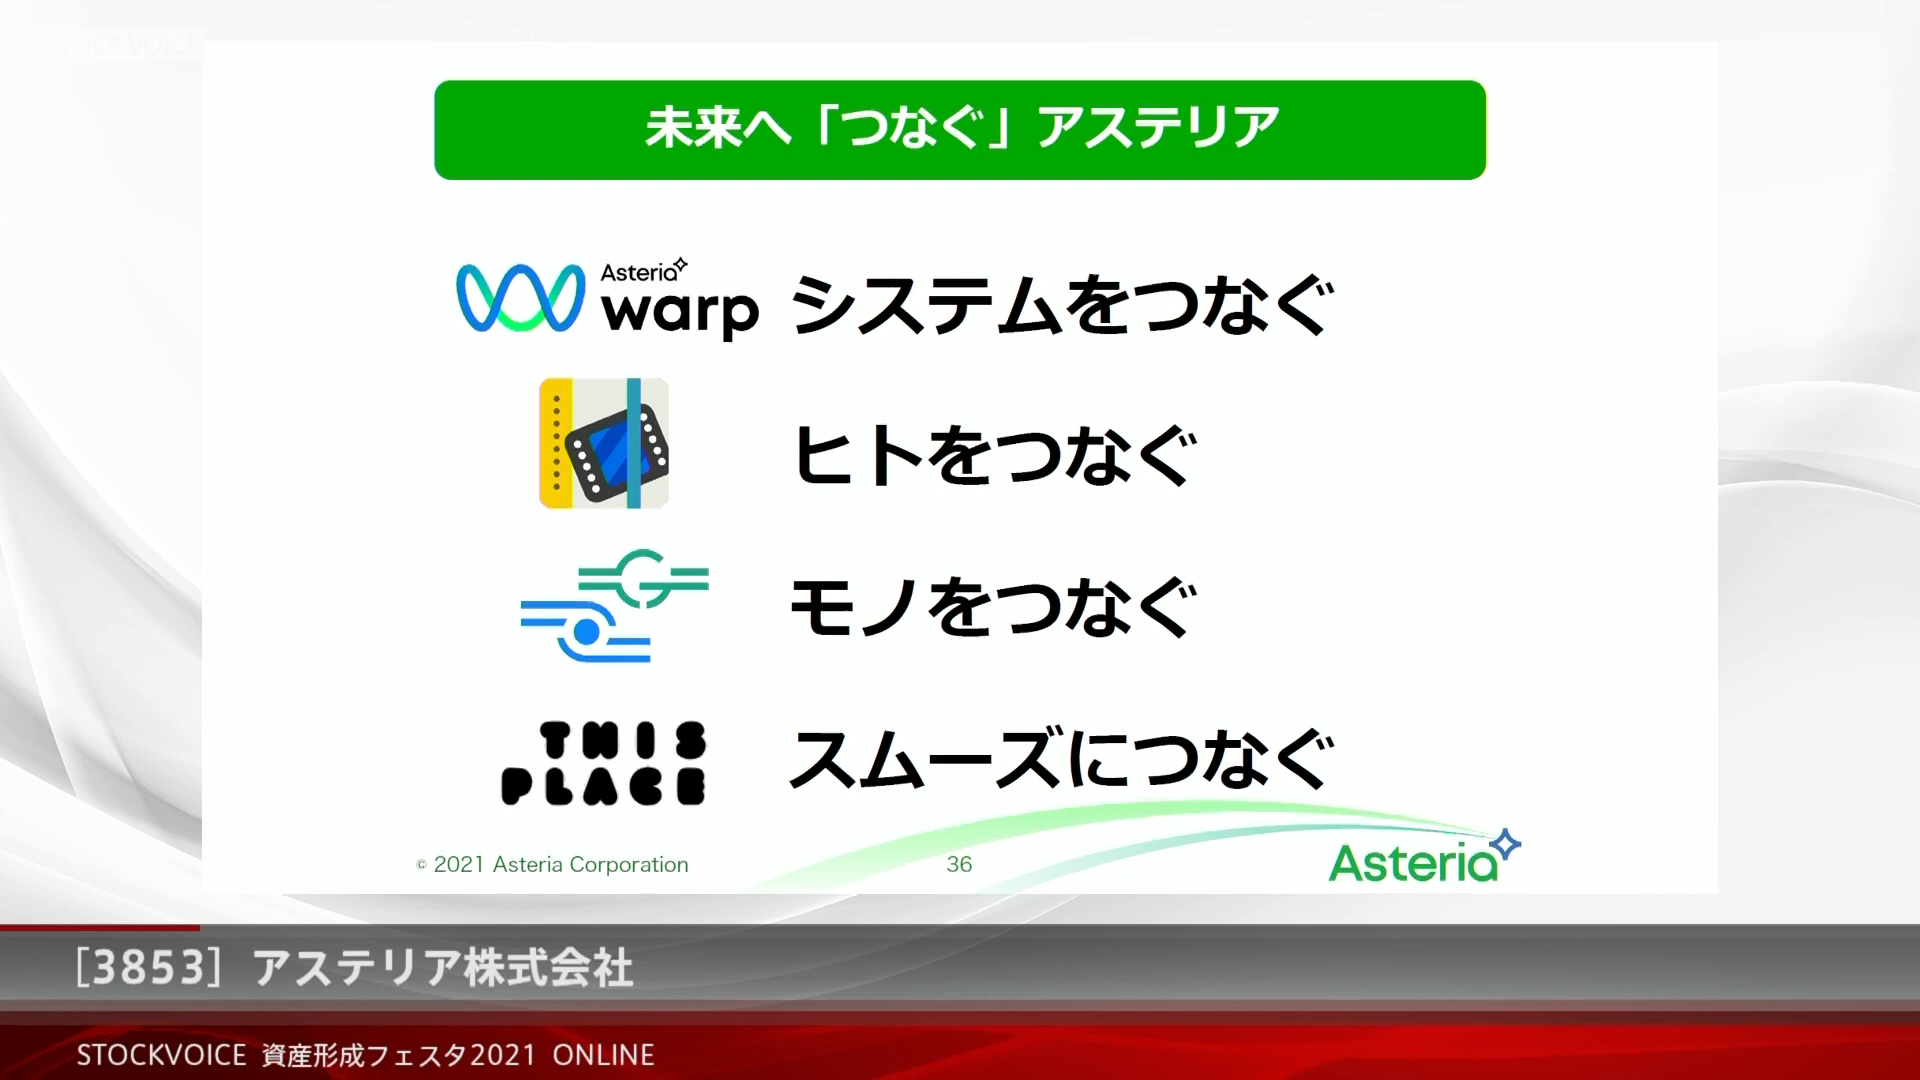 STOCKVOICE
未来へ「つなぐ」アステリア
Asteria
warp
システムをつなぐ
ヒトをつなぐ
モノをつなぐ
THIS
PLACE
スムーズにつなぐ
© 2021 Asteria Corporation
36
Asteria
[3853] アステリア株式会社
STOCKVOICE 資産形成フェスタ2021 ONLINE